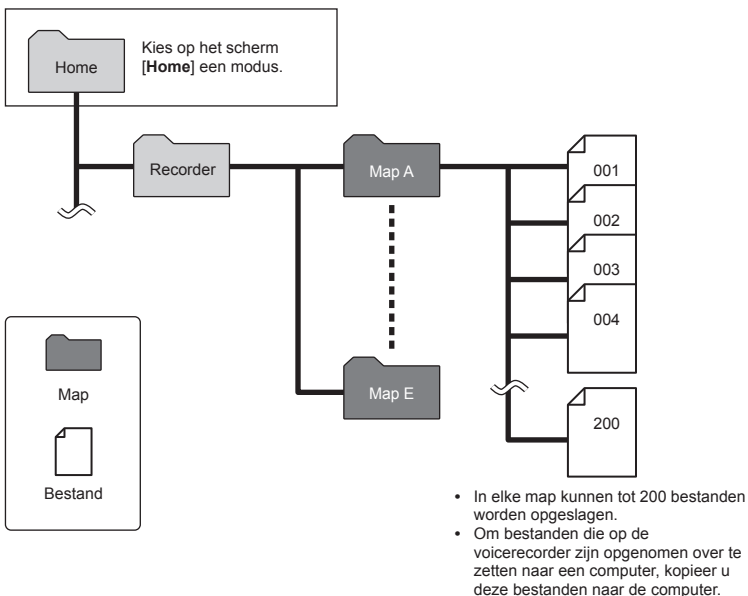 Home
Kies op het scherm
[Home] een modus.
Recorder
Map A
001
002
003
004
Map E
200
Map
Bestand
• In elke map kunnen tot 200 bestanden
worden opgeslagen.
• Om bestanden die op de
voicerecorder zijn opgenomen over te
zetten naar een computer, kopieer u
deze bestanden naar de computer.